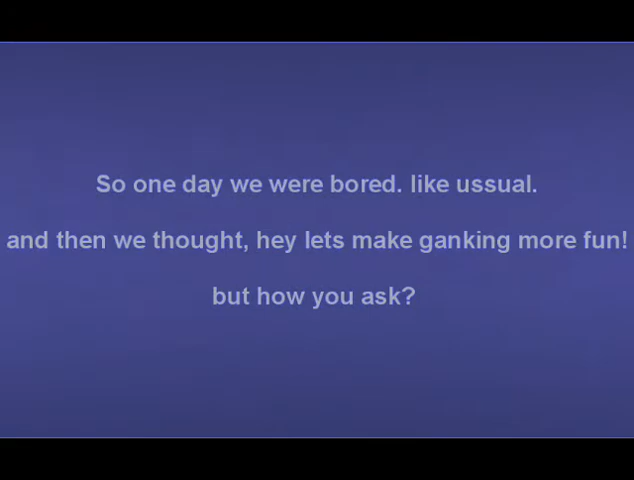 So one day we were bored. like ussual.
and then we thought, hey lets make ganking more fun!
but how you ask?